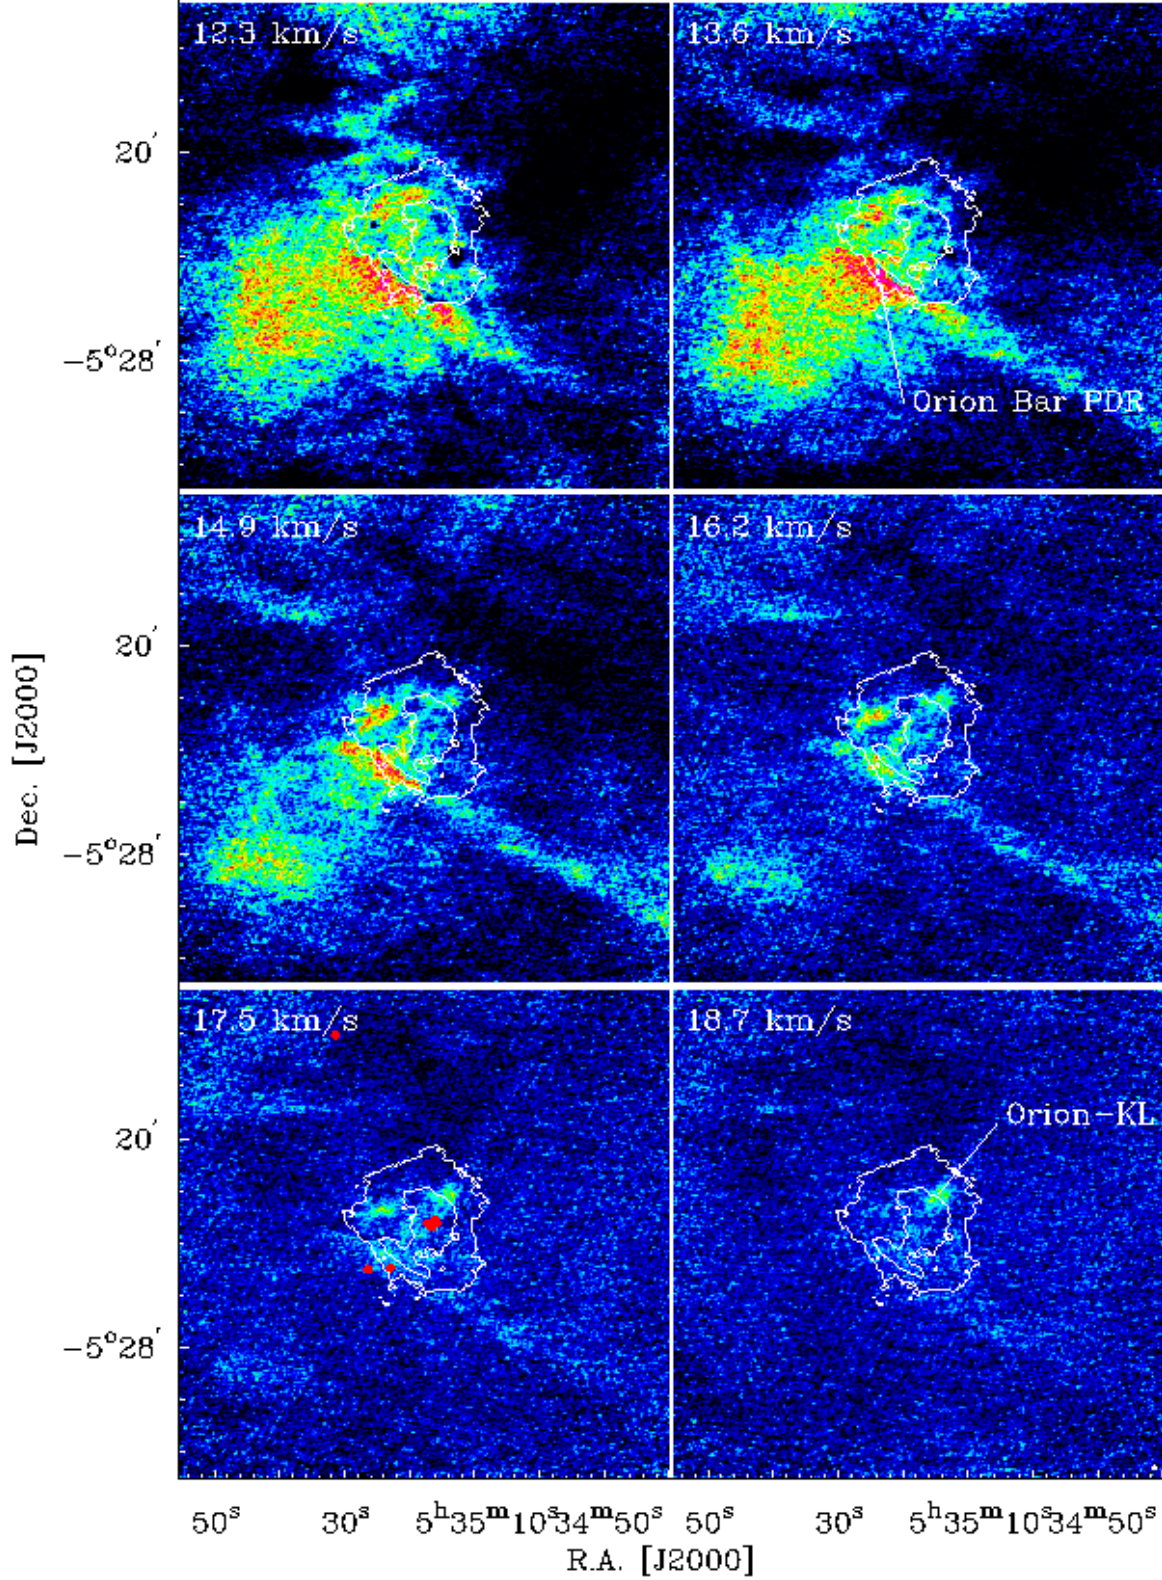 12.3 km/s
13.6 km/s
20′
−5°28′
Orion Bar PDR
14.9 km/s
16.2 km/s
20′
−5°28′
Dec. [J2000]
17.5 km/s
18.7 km/s
Orion−KL
20′
−5°28′
50ˢ 30ˢ 5ʰ35ᵐ10ˢ34ᵐ50ˢ 50ˢ 30ˢ 5ʰ35ᵐ10ˢ34ᵐ50ˢ
R.A. [J2000]